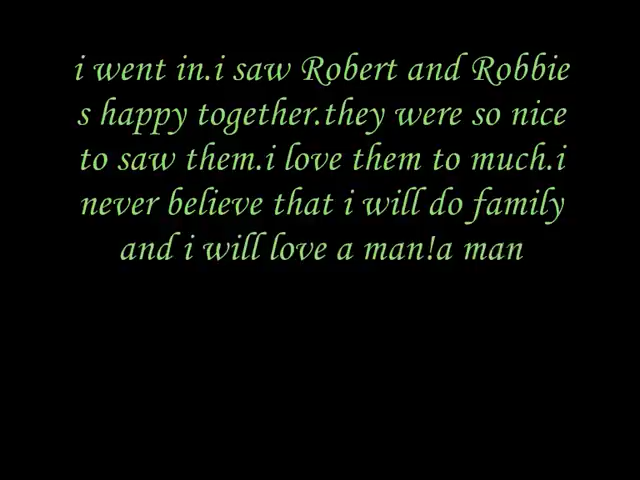 i went in.i saw Robert and Robbie
s happy together.they were so nice
to saw them.i love them to much.i
never believe that i will do family
and i will love a man!a man